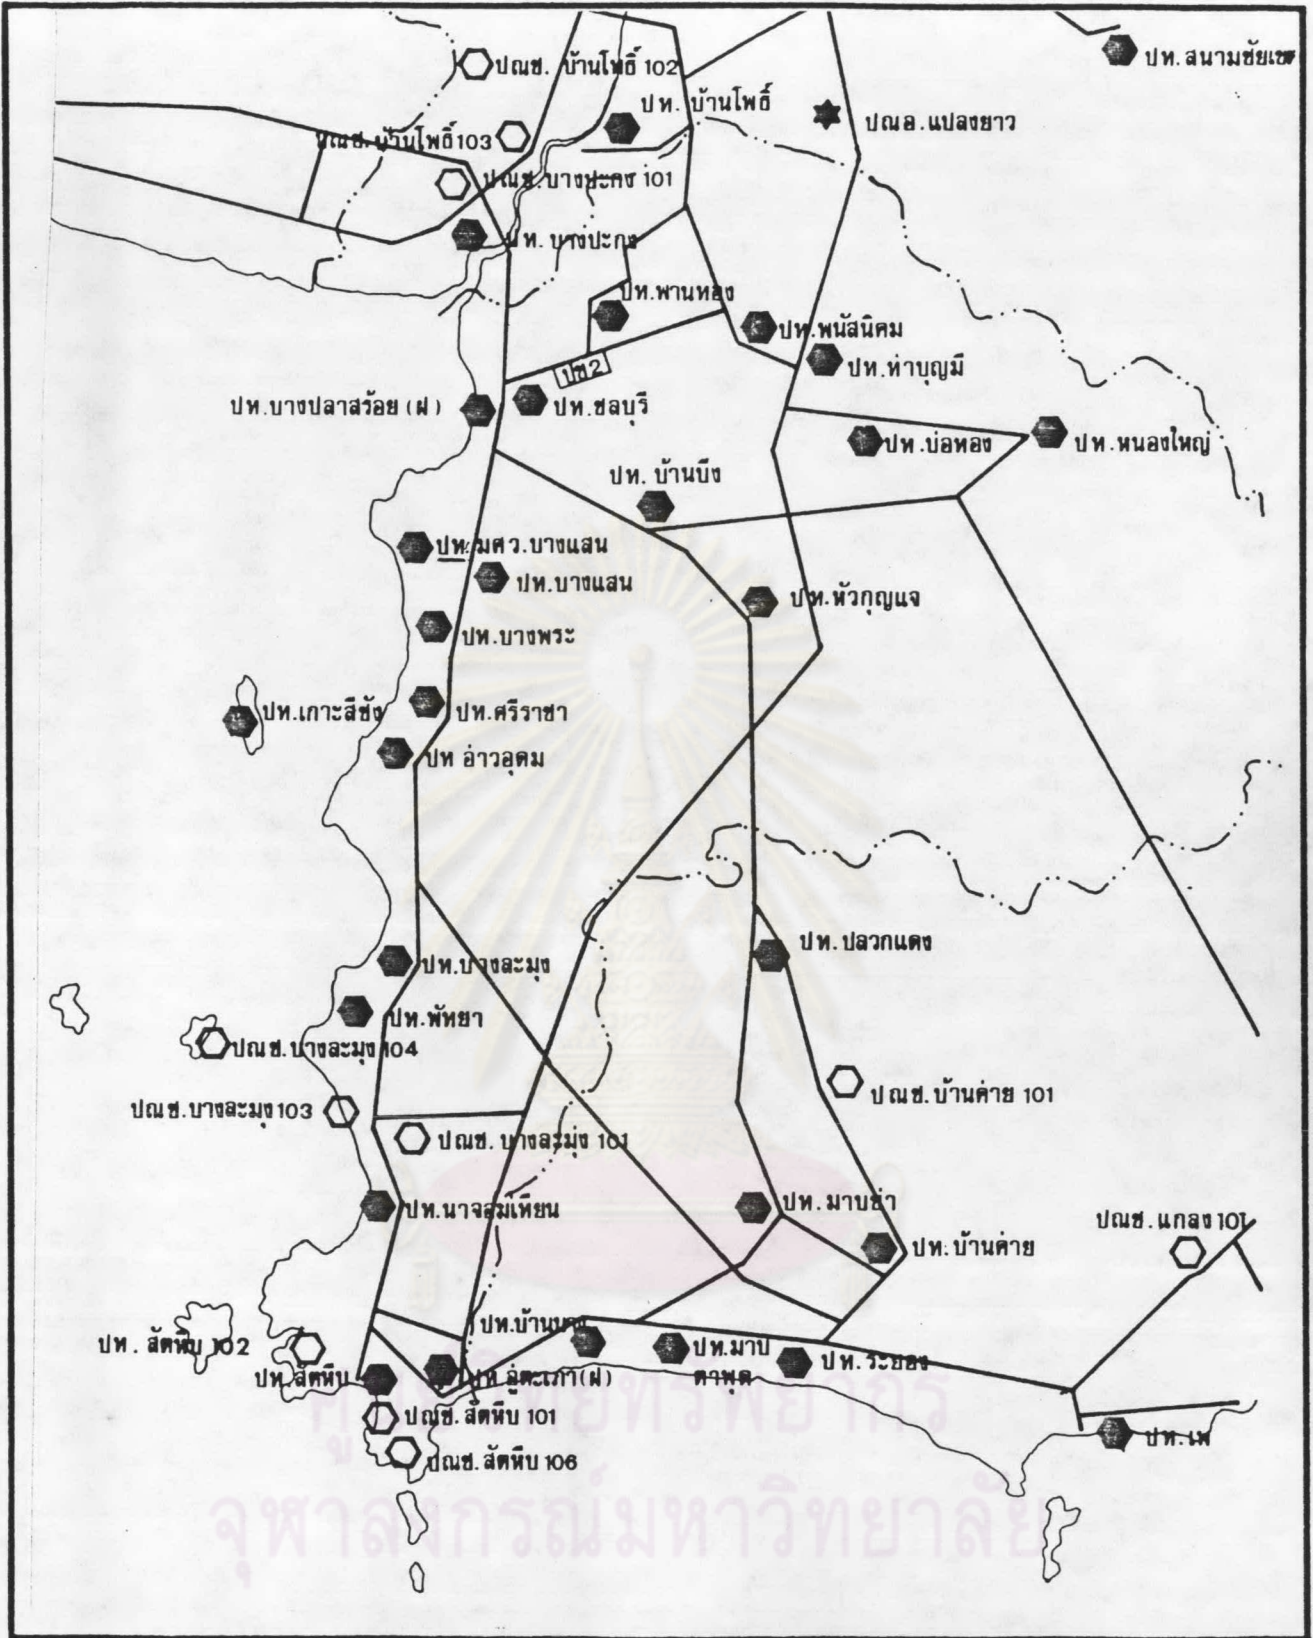 ปท.สนามชัยเขต
ปณช. บ้านโพธิ์ 102
ปท. บ้านโพธิ์
ปณอ.แปลงยาว
ปณช.บ้านโพธิ์103
ปณช.บางปะกง 101
ปท. บางปะกง
ปท.พานทอง
ปท.พนัสนิคม
ปท.ท่าบุญมี
ปช2
ปท.บางปลาสร้อย (ฝ)
ปท.ชลบุรี
ปท.บ่อทอง
ปท.หนองใหญ่
ปท. บ้านบึง
ปท.มศว.บางแสน
ปท.บางแสน
ปท.หัวกุญแจ
ปท.บางพระ
ปท.เกาะสีชัง
ปท.ศรีราชา
ปท อ่าวอุดม
ปท.ปลวกแดง
ปท.บางละมุง
ปท.พัทยา
ปณช.บางละมุง 104
ปณช.บ้านค่าย 101
ปณช.บางละมุง 103
ปณช. บางละมุง 101
ปท. มาบข่า
ปท.นาจอมเทียน
ปณช. แกลง 101
ปท. บ้านค่าย
ปท.บ้านฉาง
ปท. สัตหีบ 102
ปท.มาบ
ตาพุด
ปท. ระยอง
ปท.สัตหีบ
ปท.อู่ตะเภา(ฝ)
ปณช. สัตหีบ 101
ปท.เพ
ปณช. สัตหีบ 106
ศูนย์วิทยทรัพยากร
จุฬาลงกรณ์มหาวิทยาลัย